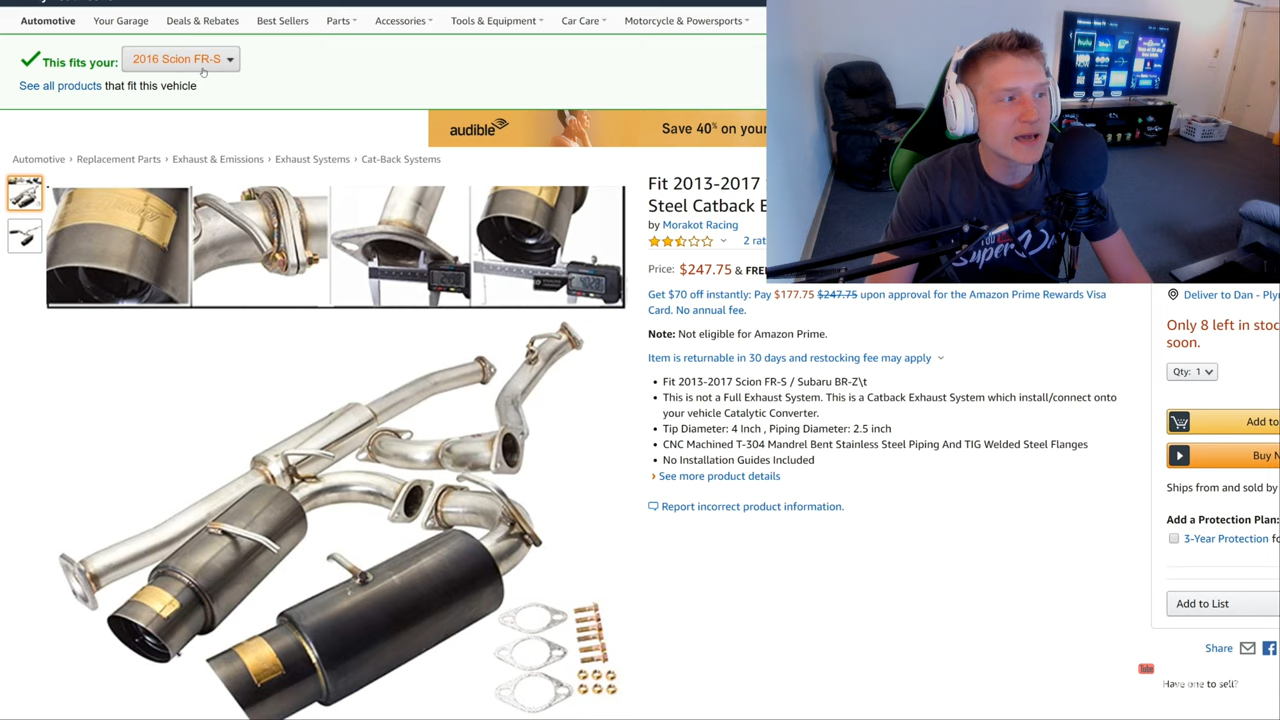 Automotive Your Garage Deals & Rebates Best Sellers Parts Accessories Tools & Equipment Car Care Motorcycle & Powersports
This fits your: 2016 Scion FR-S
See all products that fit this vehicle
audible Save 40% on your
Automotive › Replacement Parts › Exhaust & Emissions › Exhaust Systems › Cat-Back Systems
Fit 2013-2017
Steel Catback E
by Morakot Racing
2 rat
Price: $247.75 & FREE
Get $70 off instantly: Pay $177.75 $247.75 upon approval for the Amazon Prime Rewards Visa
Card. No annual fee.
Note: Not eligible for Amazon Prime.
Item is returnable in 30 days and restocking fee may apply
• Fit 2013-2017 Scion FR-S / Subaru BR-Z\t
• This is not a Full Exhaust System. This is a Catback Exhaust System which install/connect onto
your vehicle Catalytic Converter.
• Tip Diameter: 4 Inch , Piping Diameter: 2.5 inch
• CNC Machined T-304 Mandrel Bent Stainless Steel Piping And TIG Welded Steel Flanges
• No Installation Guides Included
› See more product details
Report incorrect product information.
hulu
Deliver to Dan - Ply
Only 8 left in stoc
soon.
Qty: 1
Add to
Buy N
Ships from and sold by
Add a Protection Plan:
3-Year Protection fo
Add to List
Share
Tube
Have one to sell?